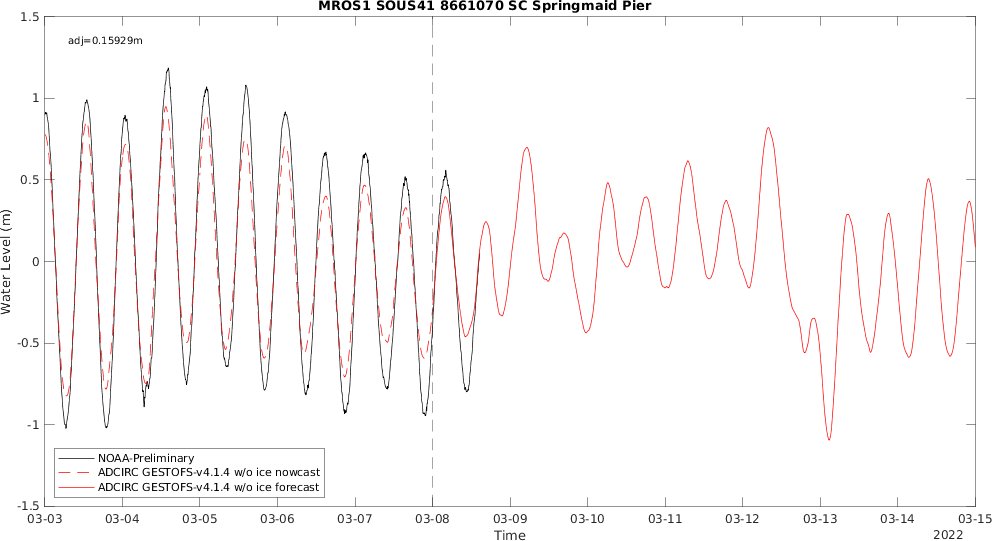 MROS1 SOUS41 8661070 SC Springmaid Pier
adj=0.15929m
1.5
1
0.5
0
-0.5
-1
-1.5
Water Level (m)
NOAA-Preliminary
ADCIRC GESTOFS-v4.1.4 w/o ice nowcast
ADCIRC GESTOFS-v4.1.4 w/o ice forecast
03-03 03-04 03-05 03-06 03-07 03-08 03-09 03-10 03-11 03-12 03-13 03-14 03-15
Time
2022